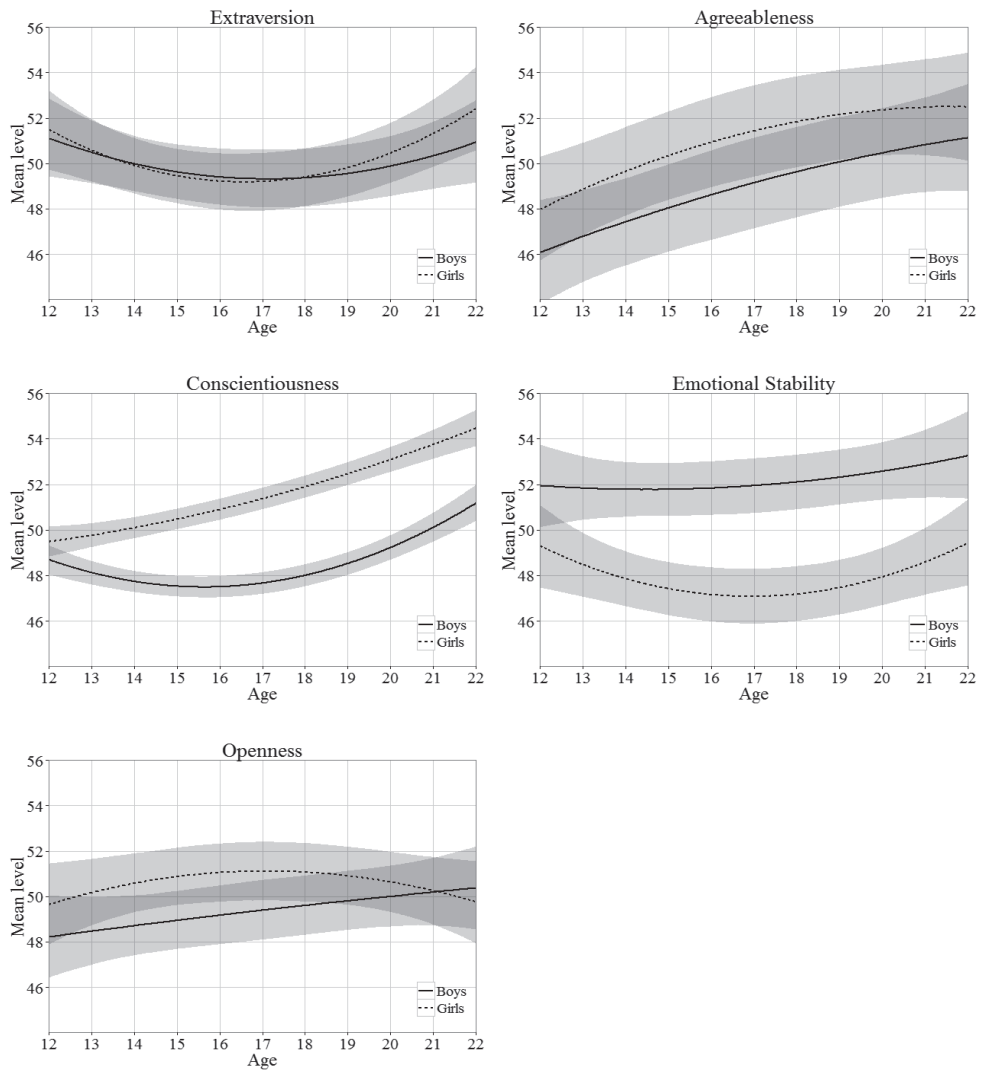 Extraversion
Mean level
56
54
52
50
48
46
12 13 14 15 16 17 18 19 20 21 22
Age
Boys
Girls
Agreeableness
Mean level
56
54
52
50
48
46
12 13 14 15 16 17 18 19 20 21 22
Age
Boys
Girls
Conscientiousness
Mean level
56
54
52
50
48
46
12 13 14 15 16 17 18 19 20 21 22
Age
Boys
Girls
Emotional Stability
Mean level
56
54
52
50
48
46
12 13 14 15 16 17 18 19 20 21 22
Age
Boys
Girls
Openness
Mean level
56
54
52
50
48
46
12 13 14 15 16 17 18 19 20 21 22
Age
Boys
Girls